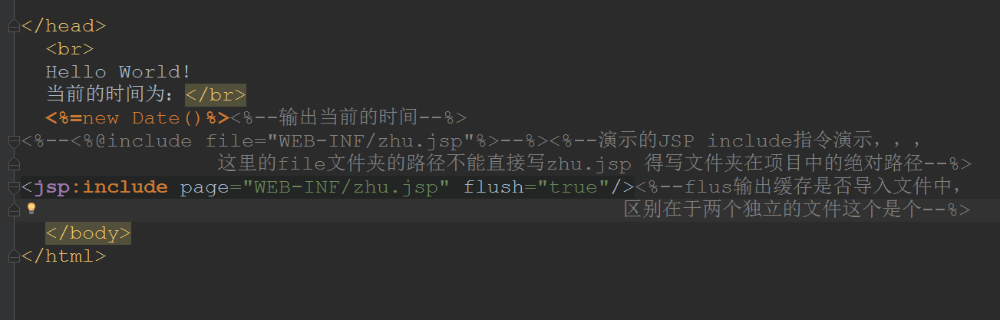 </head>
<br>
Hello World!
当前的时间为：</br>
<%=new Date()%><%--输出当前的时间--%>
<%--<%@include file="WEB-INF/zhu.jsp"%>--%><%--演示的JSP include指令演示，，，
这里的file文件夹的路径不能直接写zhu.jsp 得写文件夹在项目中的绝对路径--%>
<jsp:include page="WEB-INF/zhu.jsp" flush="true"/><%--flus输出缓存是否导入文件中，
区别在于两个独立的文件这个是个--%>
</body>
</html>